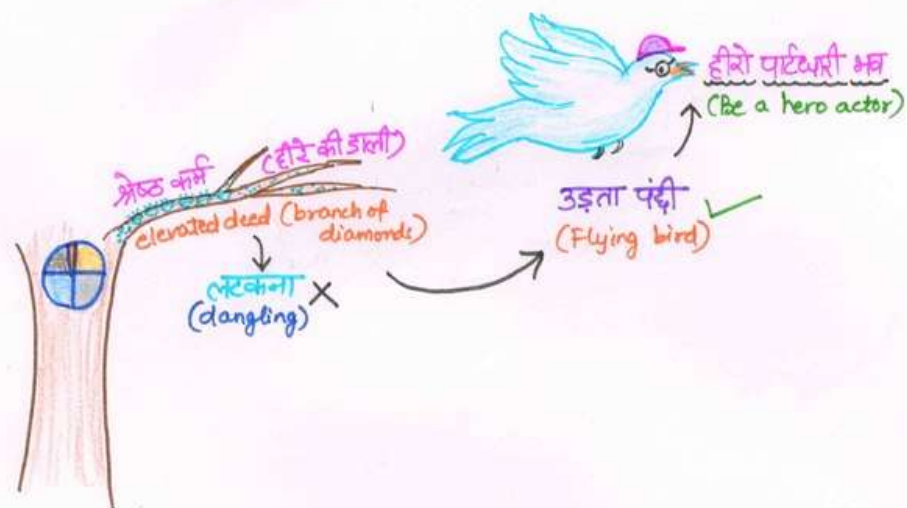 श्रेष्ठ कर्म (हीरे की डाली)
elevated deed (branch of
diamonds)
लटकना X
(dangling)
उड़ता पंछी
(Flying bird)
हीरो पार्टधारी भव
(Be a hero actor)